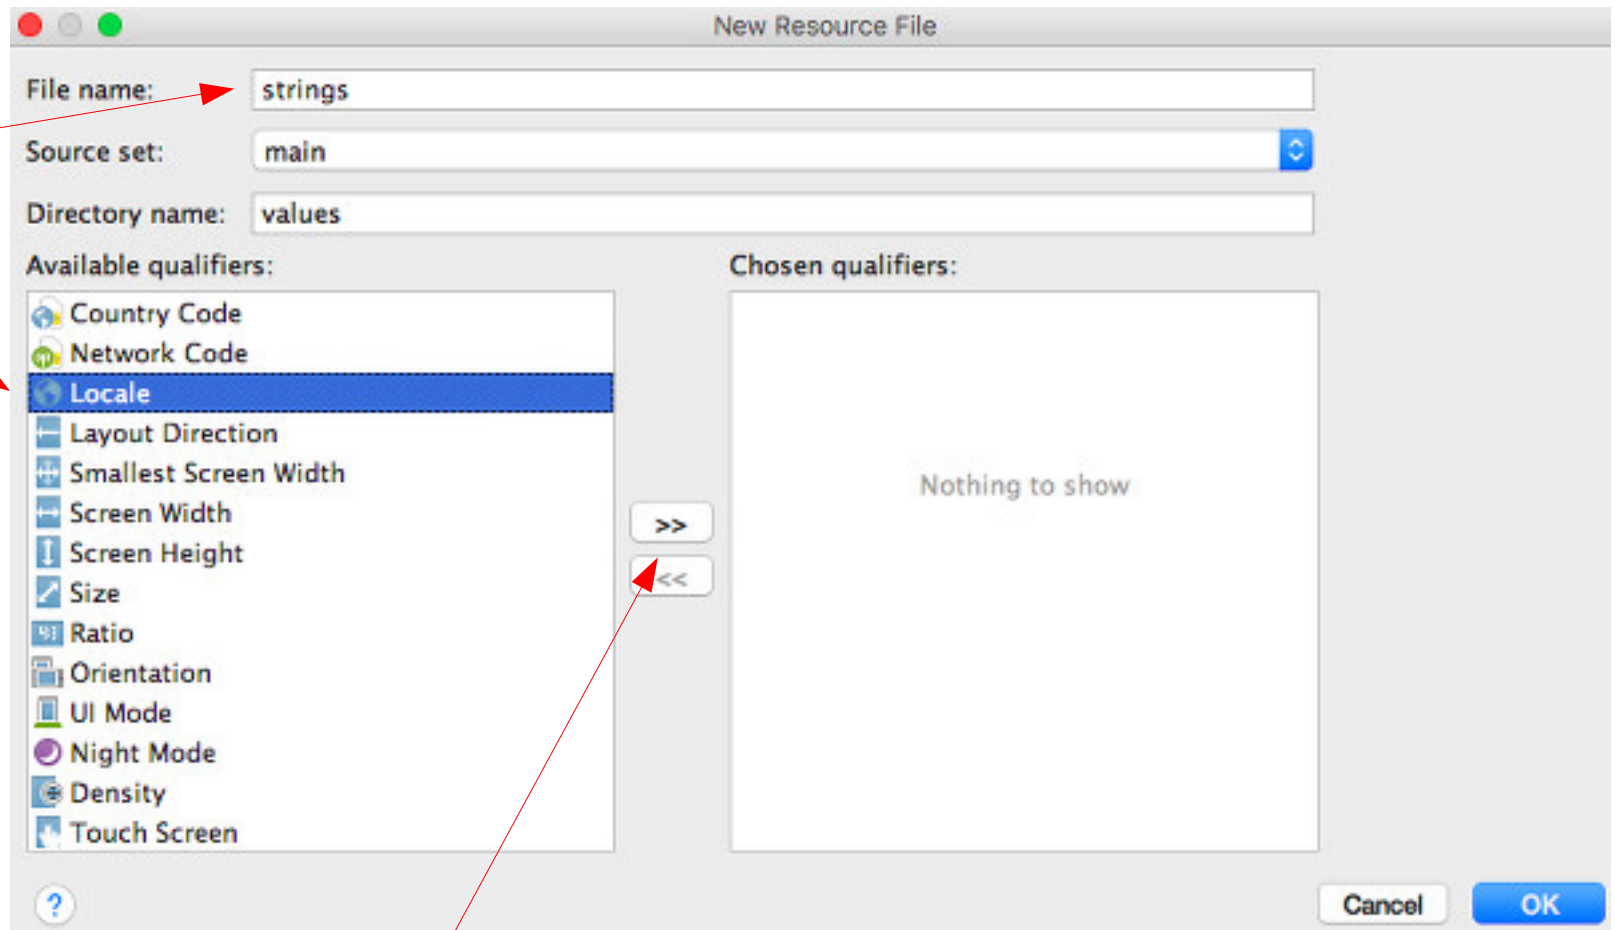 New Resource File
File name: strings
Source set: main
Directory name: values
Available qualifiers:
Chosen qualifiers:
Country Code
Network Code
Locale
Layout Direction
Smallest Screen Width
Screen Width
Screen Height
Size
Ratio
Orientation
UI Mode
Night Mode
Density
Touch Screen
>>
<<
Nothing to show
?
Cancel
OK